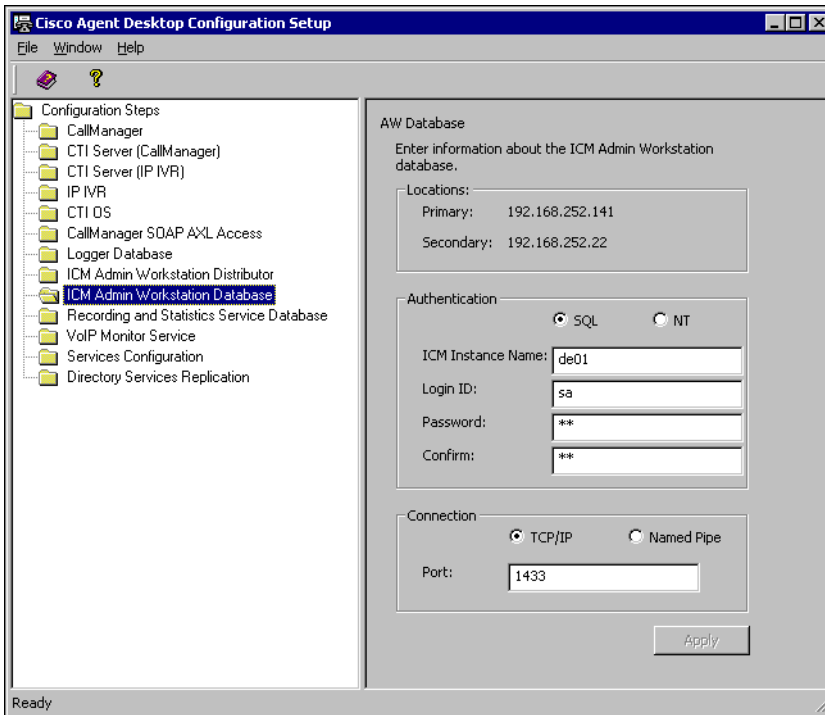 Cisco Agent Desktop Configuration Setup
File Window Help
Configuration Steps
CallManager
CTI Server (CallManager)
CTI Server (IP IVR)
IP IVR
CTI OS
CallManager SOAP AXL Access
Logger Database
ICM Admin Workstation Distributor
ICM Admin Workstation Database
Recording and Statistics Service Database
VoIP Monitor Service
Services Configuration
Directory Services Replication
AW Database
Enter information about the ICM Admin Workstation
database.
Locations:
Primary: 192.168.252.141
Secondary: 192.168.252.22
Authentication
SQL NT
ICM Instance Name: de01
Login ID: sa
Password: **
Confirm: **
Connection
TCP/IP Named Pipe
Port: 1433
Apply
Ready